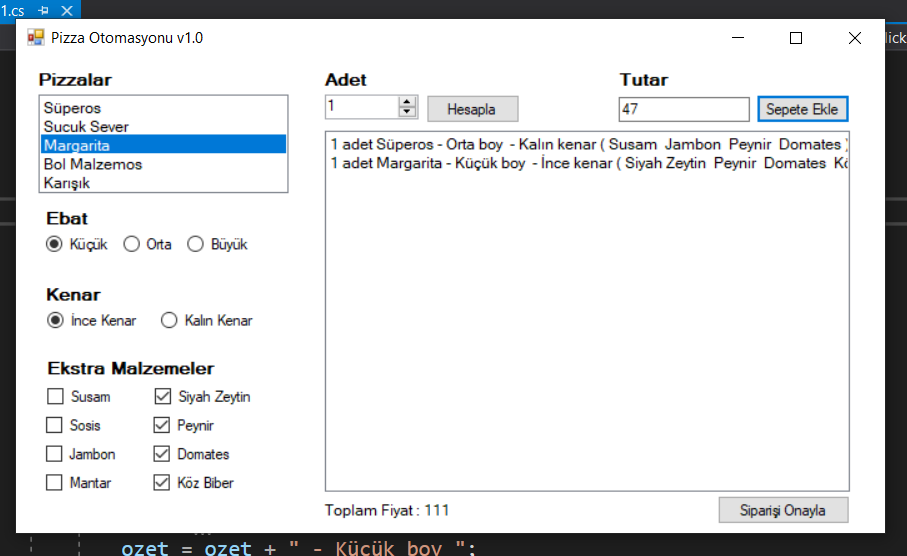 1.cs
Pizza Otomasyonu v1.0
lick
Pizzalar
Süperos
Sucuk Sever
Margarita
Bol Malzemos
Karışık
Ebat
Küçük Orta Büyük
Kenar
İnce Kenar Kalın Kenar
Ekstra Malzemeler
Susam Siyah Zeytin
Sosis Peynir
Jambon Domates
Mantar Köz Biber
Adet
1 Hesapla
Tutar
47 Sepete Ekle
1 adet Süperos - Orta boy - Kalın kenar ( Susam Jambon Peynir Domates )
1 adet Margarita - Küçük boy - İnce kenar ( Siyah Zeytin Peynir Domates Kö
Toplam Fiyat : 111
Siparişi Onayla
ozet = ozet + " - Küçük boy ";